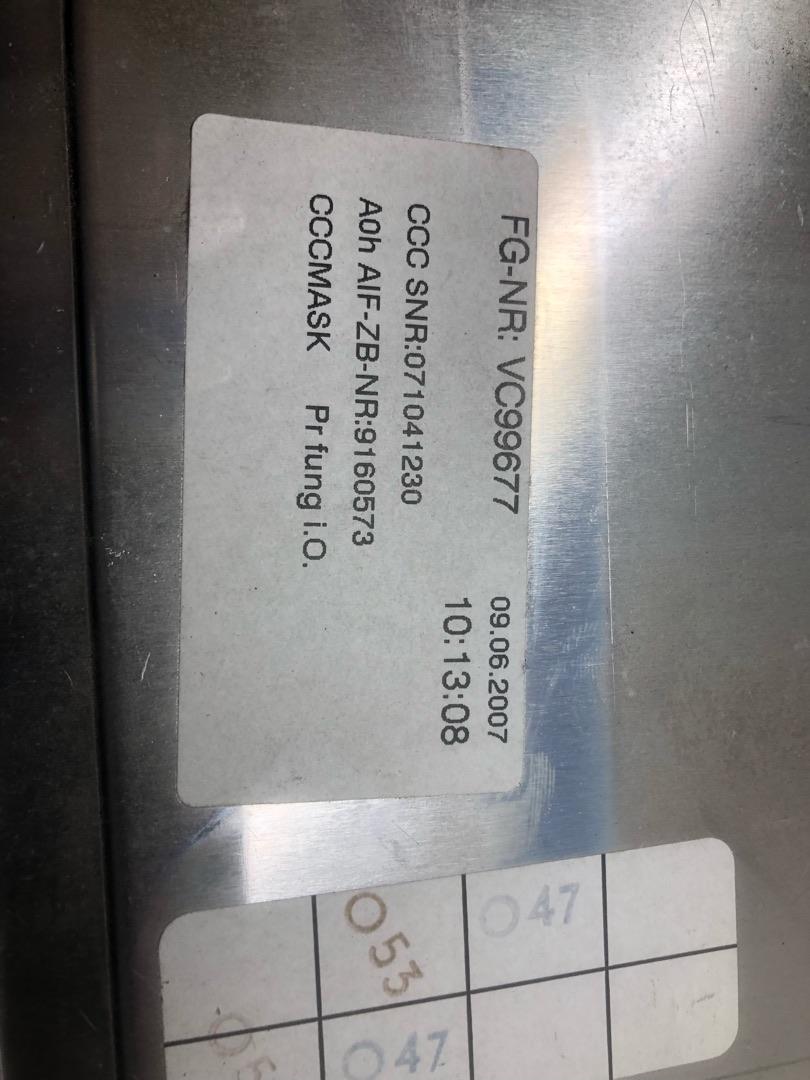 FG-NR: VC99677
09.06.2007
10:13:08
CCC SNR:071041230
A0h AIF-ZB-NR:9160573
CCCMASK Pr fung i.O.
47
53
47